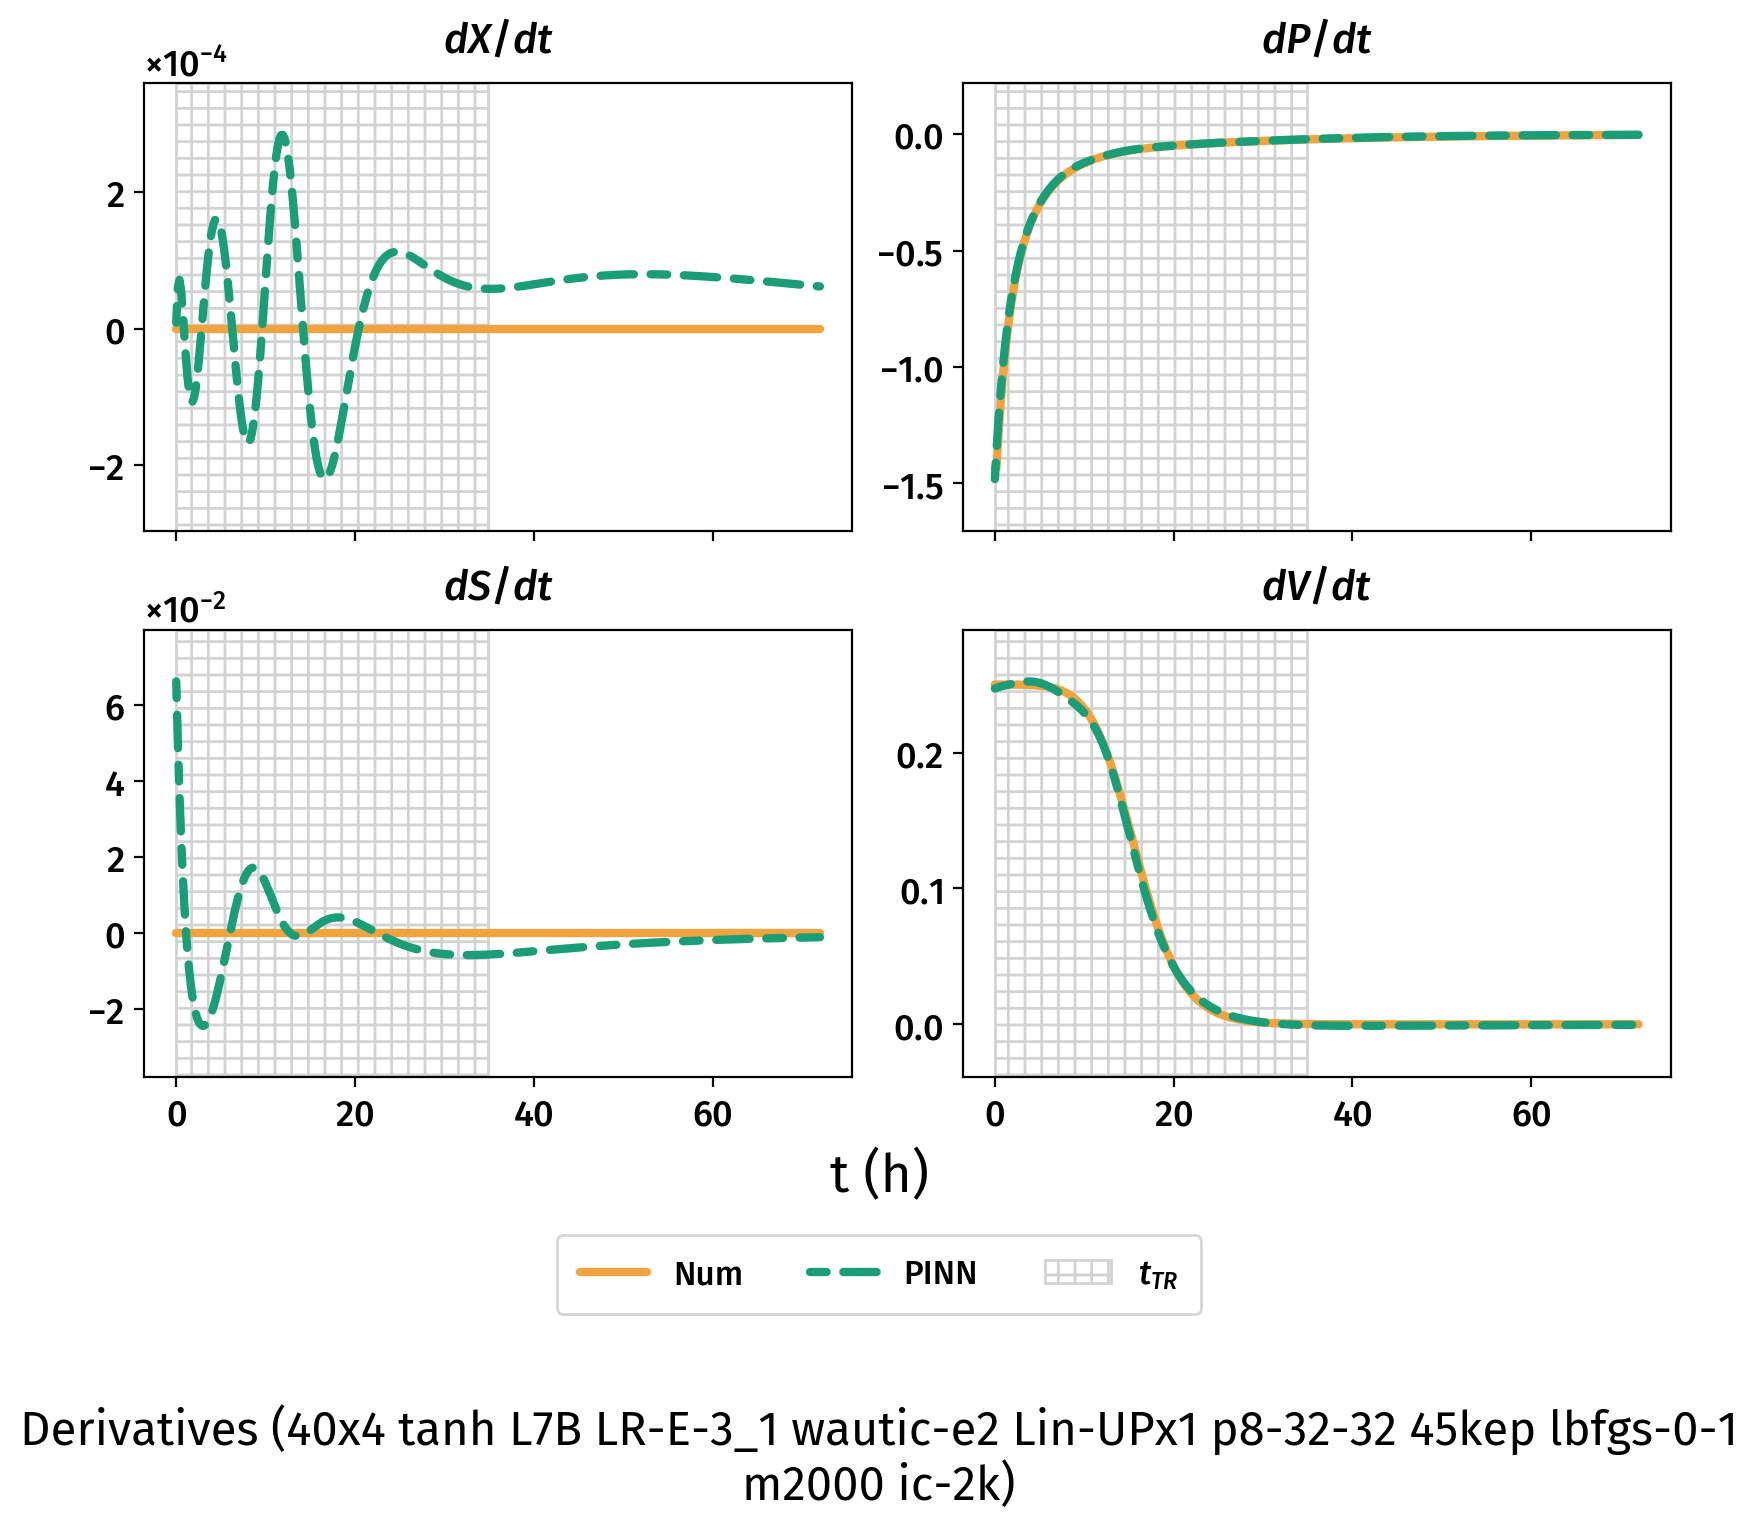 dX/dt
dP/dt
×10⁻⁴
2
0
−2
0.0
−0.5
−1.0
−1.5
dS/dt
dV/dt
×10⁻²
6
4
2
0
−2
0.2
0.1
0.0
0 20 40 60
0 20 40 60
t (h)
Num PINN t_TR
Derivatives (40x4 tanh L7B LR-E-3_1 wautic-e2 Lin-UPx1 p8-32-32 45kep lbfgs-0-1
m2000 ic-2k)